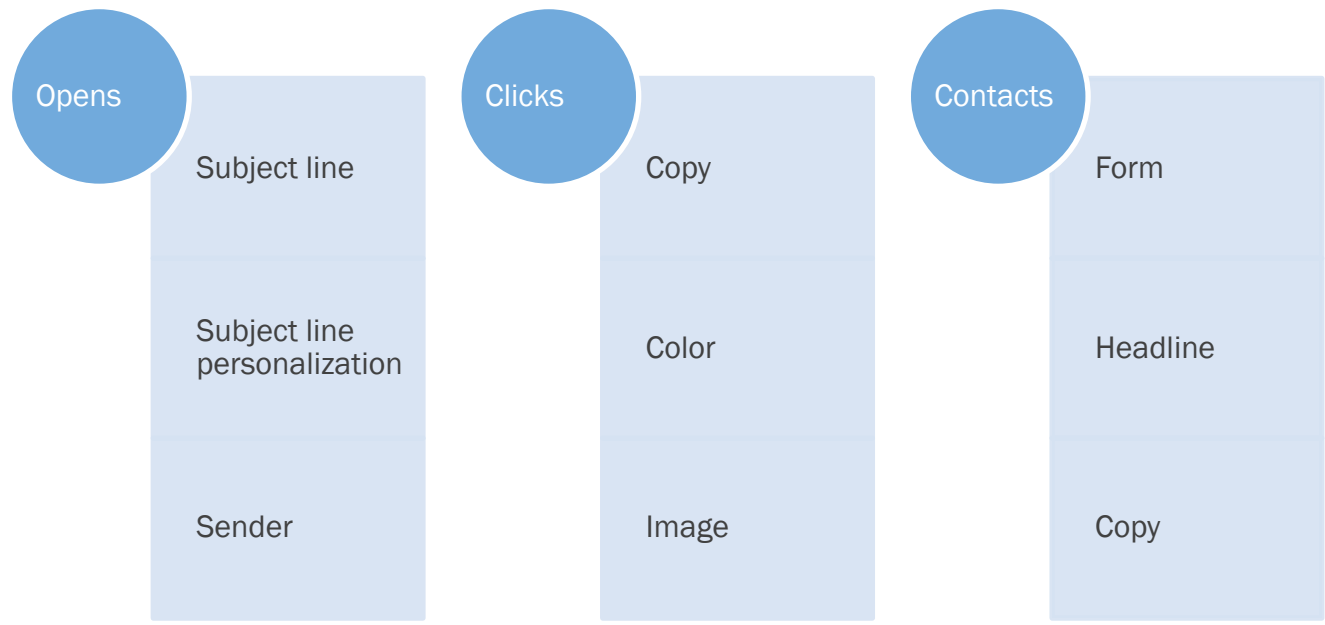 Opens
Subject line
Subject line
personalization
Sender
Clicks
Copy
Color
Image
Contacts
Form
Headline
Copy